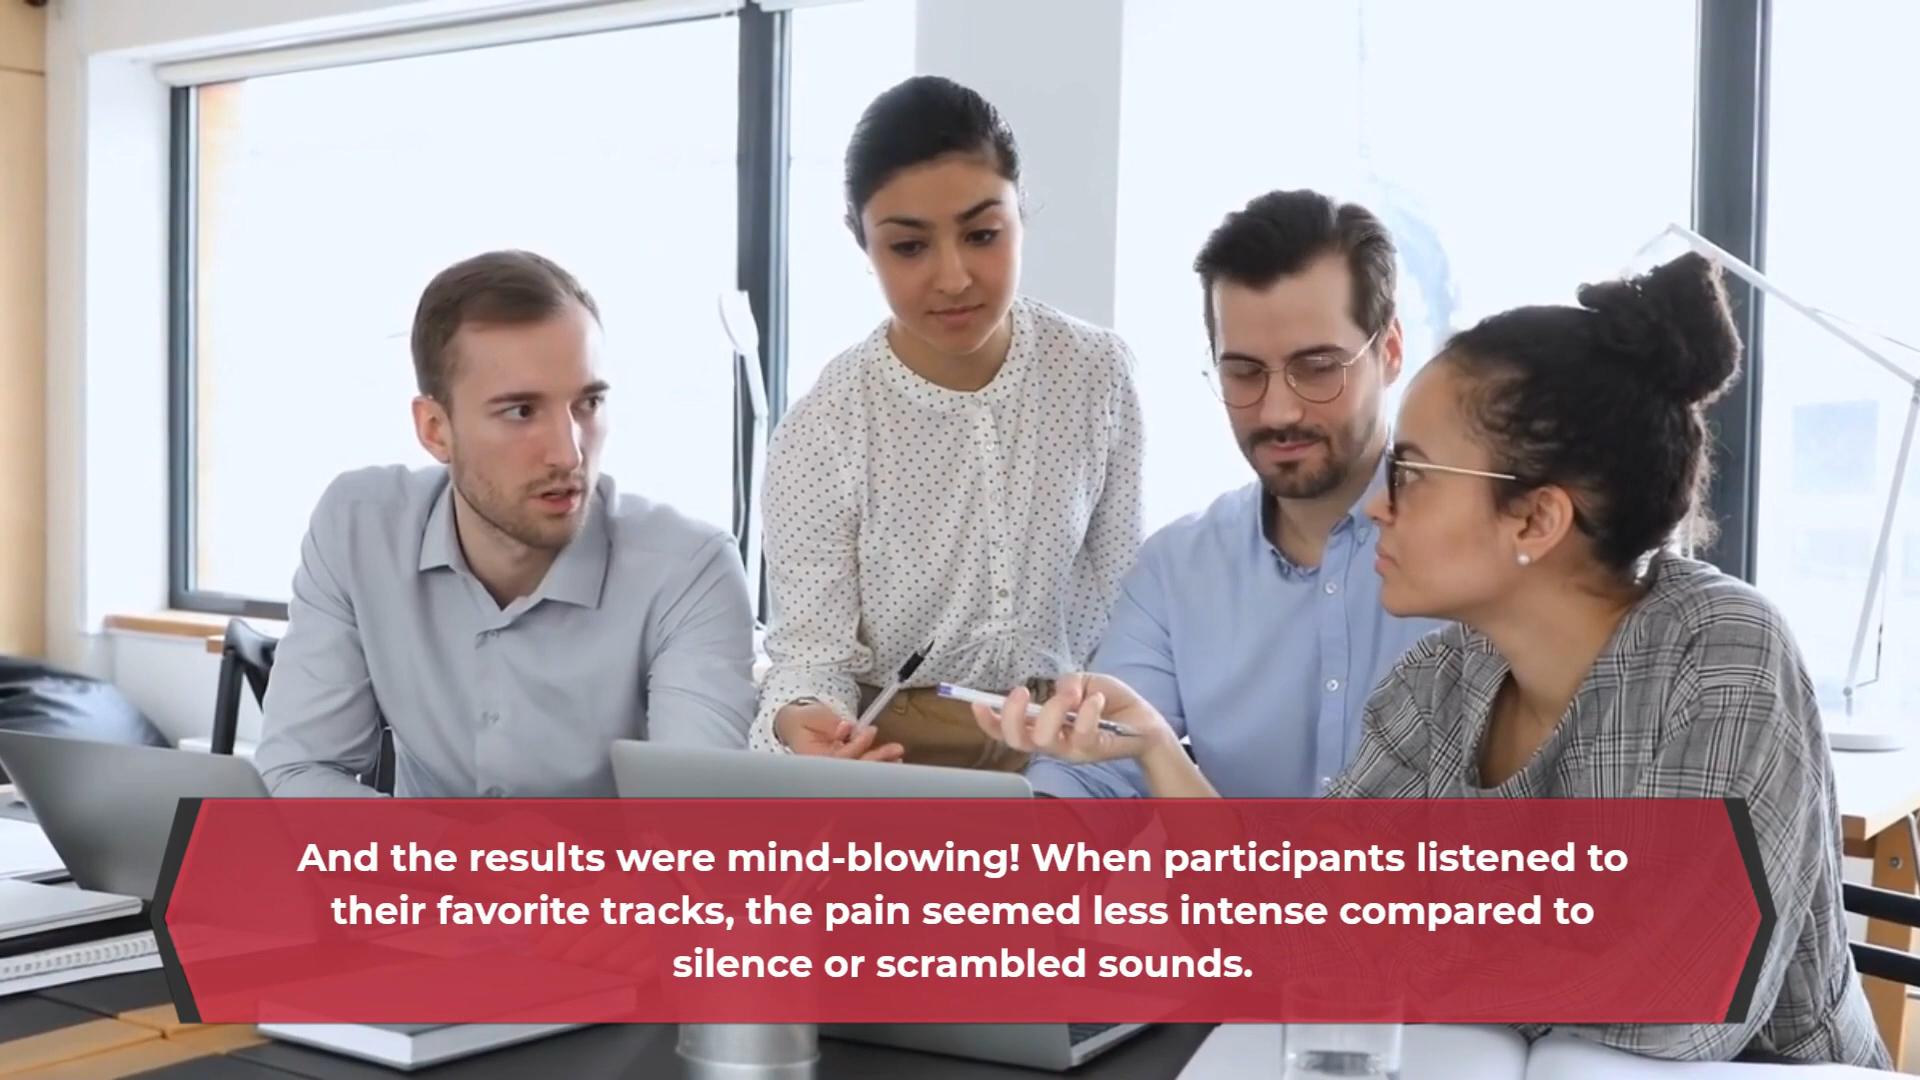 And the results were mind-blowing! When participants listened to
their favorite tracks, the pain seemed less intense compared to
silence or scrambled sounds.